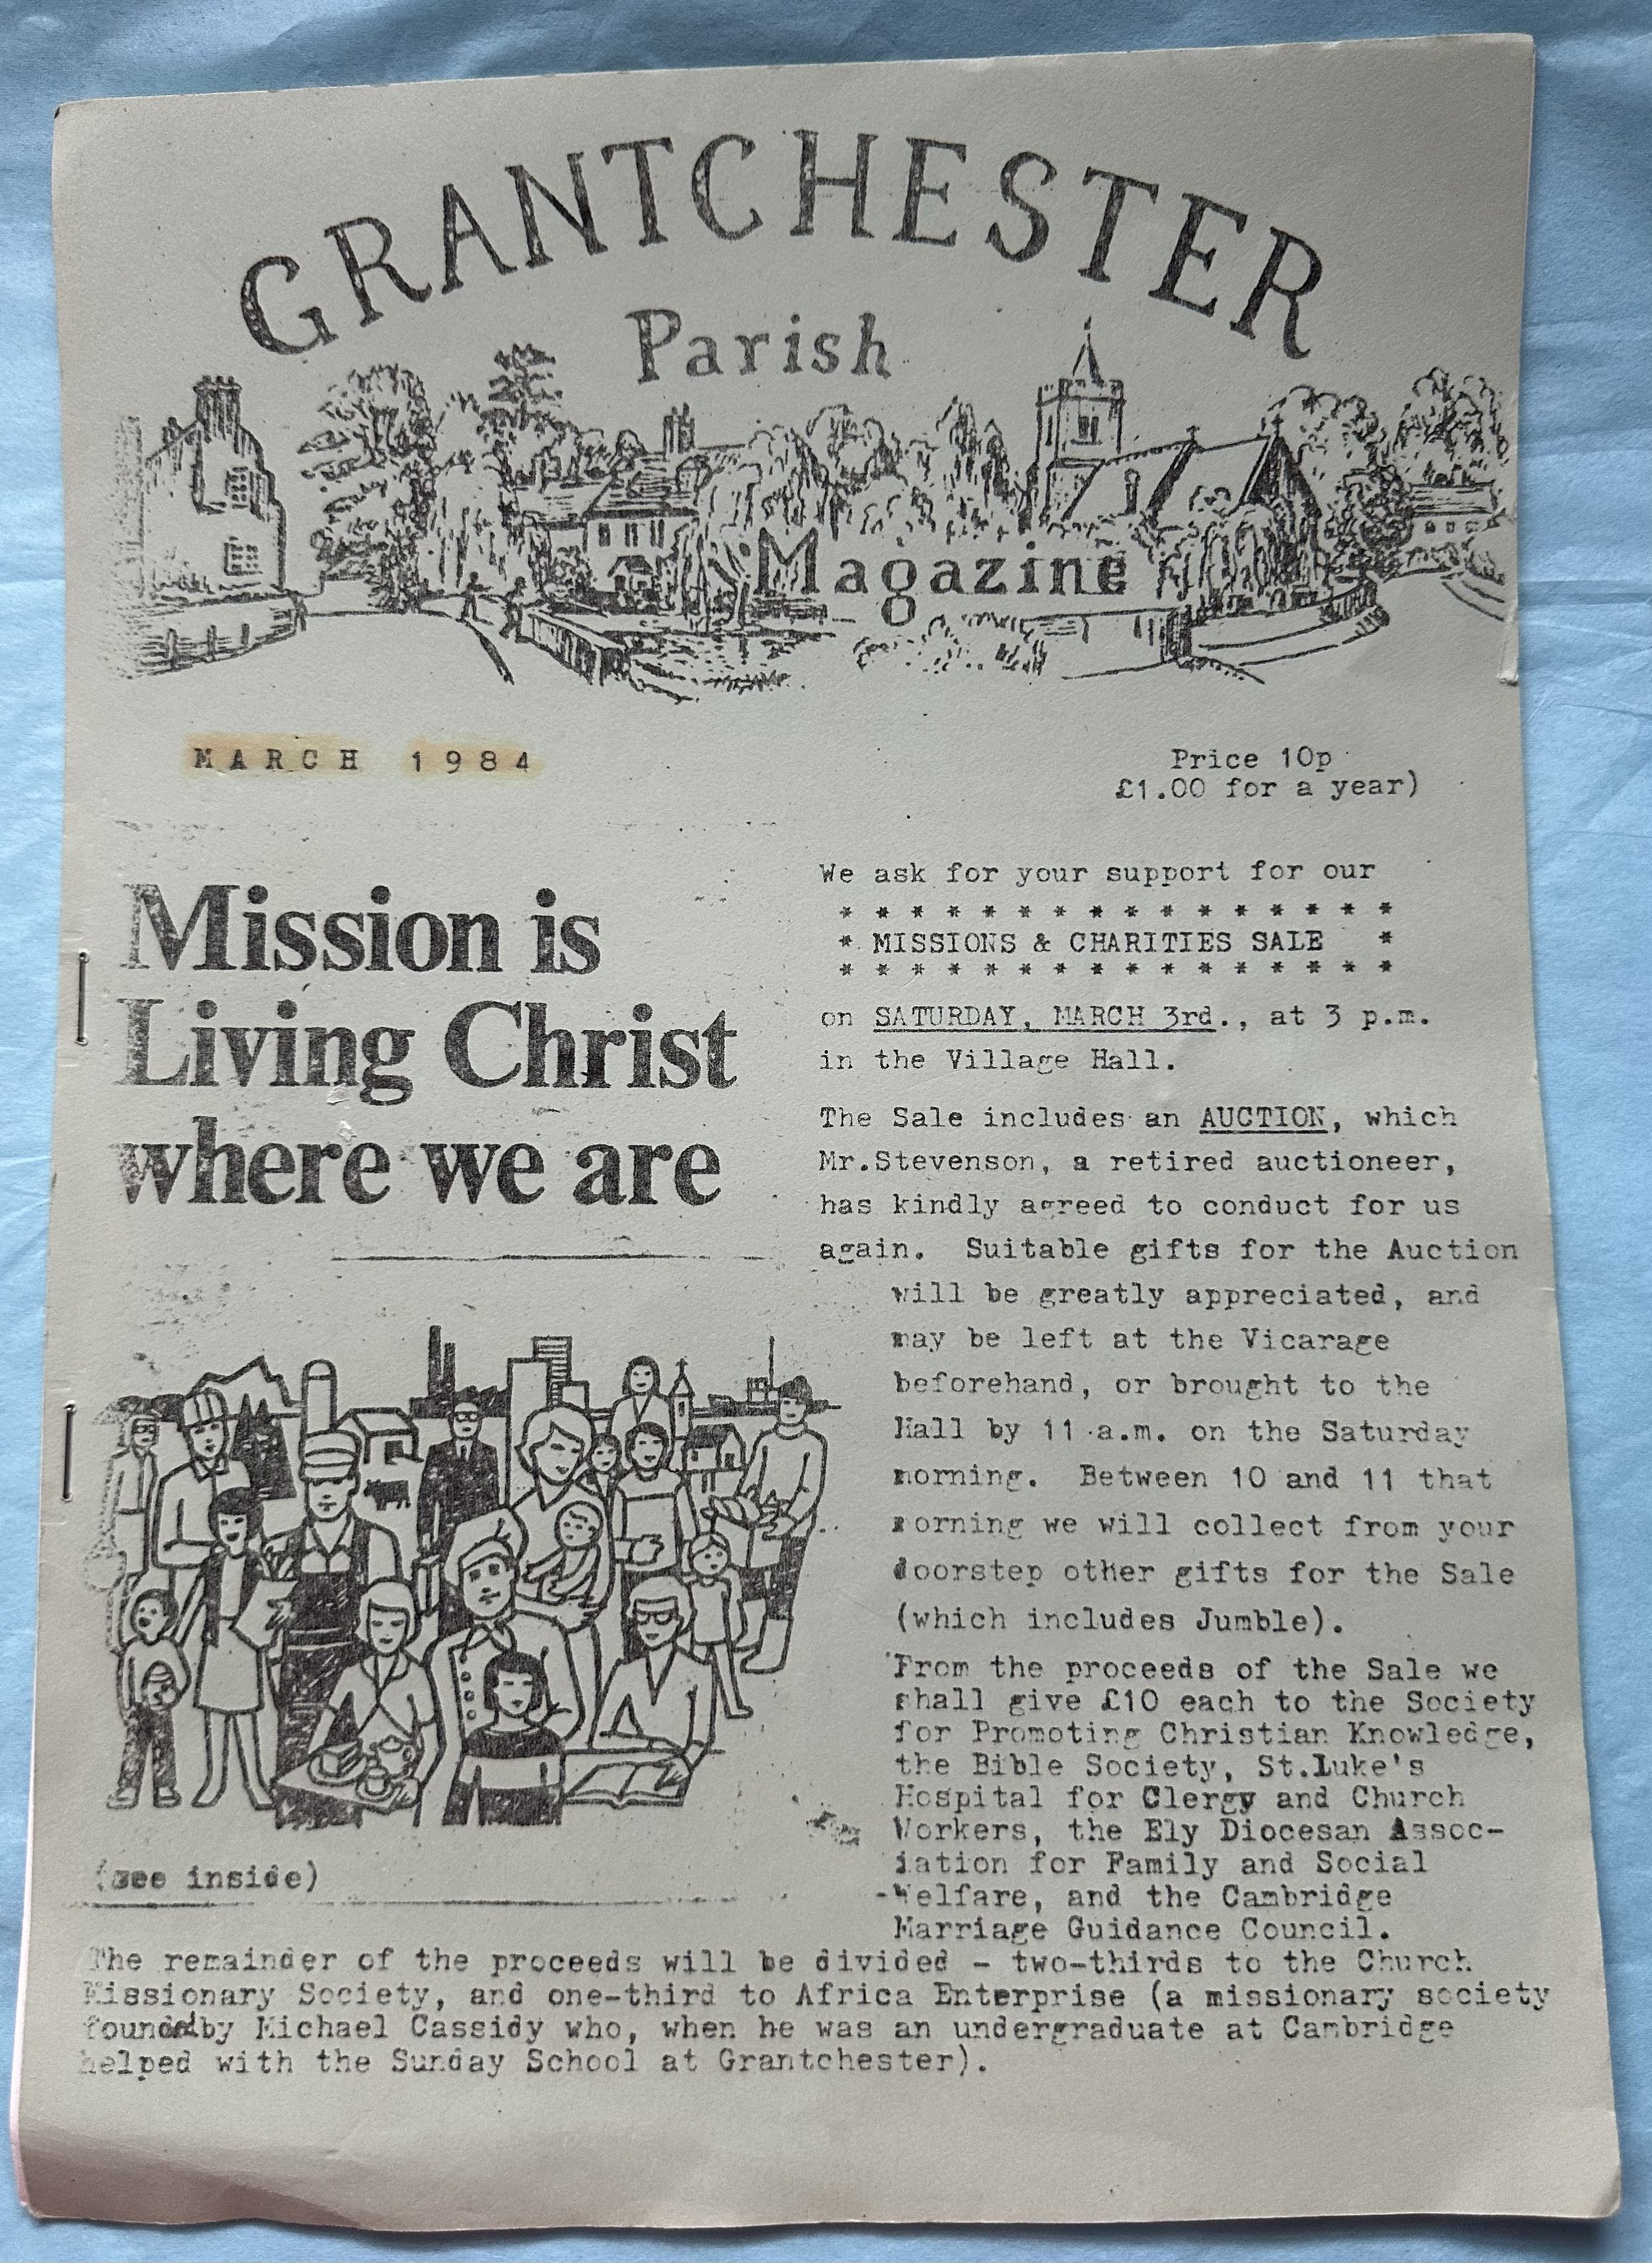 GRANTCHESTER
Parish
Magazine
MARCH 1984
Price 10p
£1.00 for a year)
Mission is
Living Christ
where we are
(see inside)
We ask for your support for our
* * * * * * * * * * * * * * * *
* MISSIONS & CHARITIES SALE *
* * * * * * * * * * * * * * * *
on SATURDAY, MARCH 3rd., at 3 p.m.
in the Village Hall.
The Sale includes an AUCTION, which
Mr.Stevenson, a retired auctioneer,
has kindly agreed to conduct for us
again. Suitable gifts for the Auction
will be greatly appreciated, and
may be left at the Vicarage
beforehand, or brought to the
Hall by 11 a.m. on the Saturday
morning. Between 10 and 11 that
morning we will collect from your
doorstep other gifts for the Sale
(which includes Jumble).
From the proceeds of the Sale we
shall give £10 each to the Society
for Promoting Christian Knowledge,
the Bible Society, St.Luke's
Hospital for Clergy and Church
Workers, the Ely Diocesan Assoc-
iation for Family and Social
Welfare, and the Cambridge
Marriage Guidance Council.
The remainder of the proceeds will be divided - two-thirds to the Church
Missionary Society, and one-third to Africa Enterprise (a missionary society
founded by Michael Cassidy who, when he was an undergraduate at Cambridge
helped with the Sunday School at Grantchester).